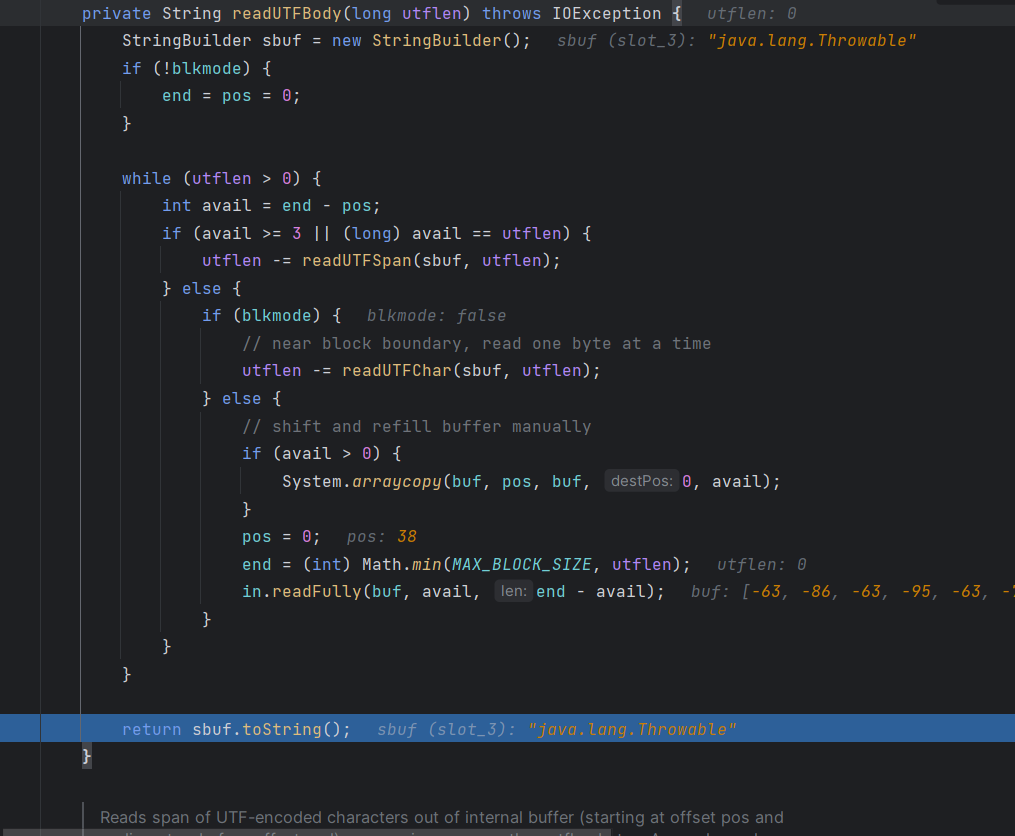 private String readUTFBody(long utflen) throws IOException {   utflen: 0
StringBuilder sbuf = new StringBuilder();   sbuf (slot_3): "java.lang.Throwable"
if (!blkmode) {
end = pos = 0;
}
while (utflen > 0) {
int avail = end - pos;
if (avail >= 3 || (long) avail == utflen) {
utflen -= readUTFSpan(sbuf, utflen);
} else {
if (blkmode) {   blkmode: false
// near block boundary, read one byte at a time
utflen -= readUTFChar(sbuf, utflen);
} else {
// shift and refill buffer manually
if (avail > 0) {
System.arraycopy(buf, pos, buf, destPos: 0, avail);
}
pos = 0;   pos: 38
end = (int) Math.min(MAX_BLOCK_SIZE, utflen);   utflen: 0
in.readFully(buf, avail, len: end - avail);   buf: [-63, -86, -63, -95, -63,
}
}
}
return sbuf.toString();   sbuf (slot_3): "java.lang.Throwable"
}
Reads span of UTF-encoded characters out of internal buffer (starting at offset pos and